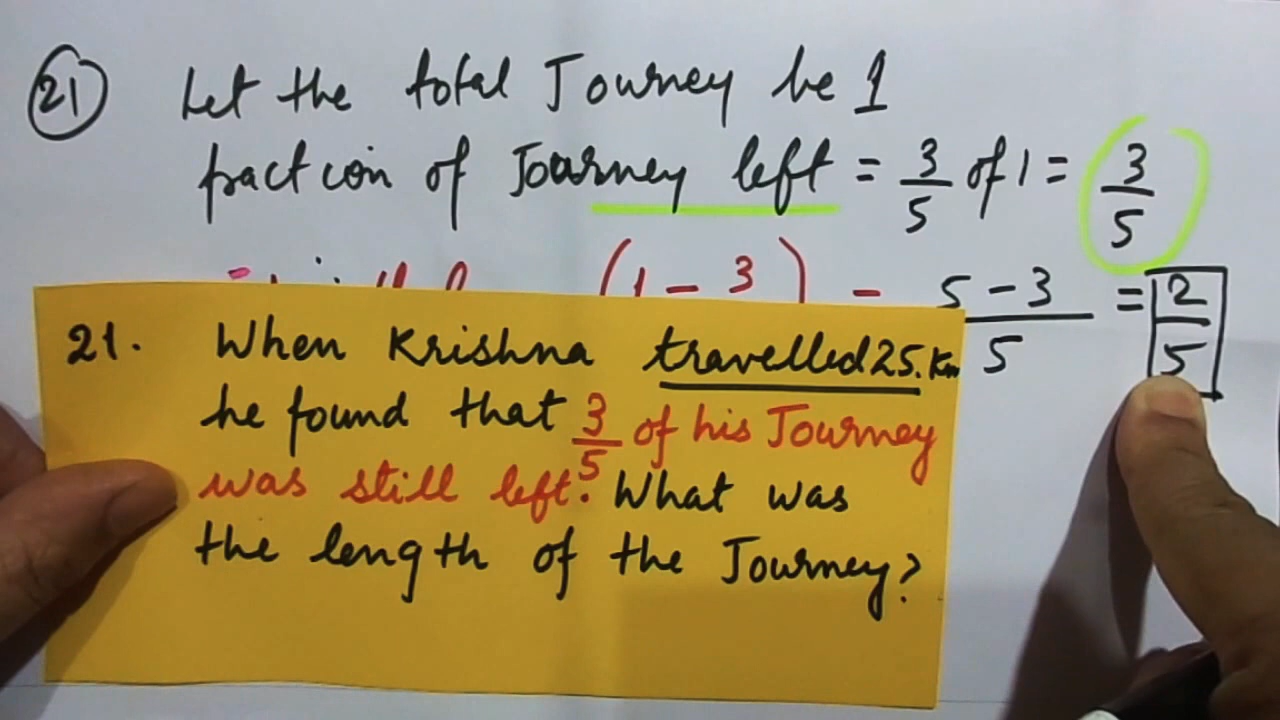 21 Let the total Journey be 1
fraction of Journey left = 3/5 of 1 = 3/5
(1 - 3 ) = 5-3/5 = 2/5
21. When Krishna travelled 25.Km
he found that 3/5 of his Journey
was still left. What was
the length of the Journey?